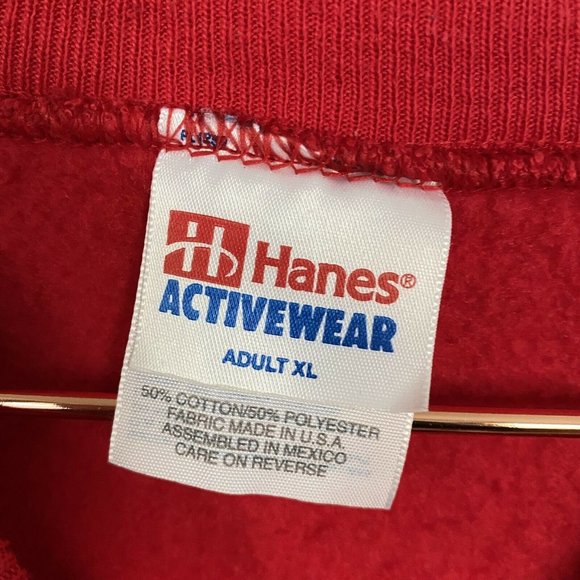 Hanes®
ACTIVEWEAR
ADULT XL
50% COTTON/50% POLYESTER
FABRIC MADE IN U.S.A.
ASSEMBLED IN MEXICO
CARE ON REVERSE